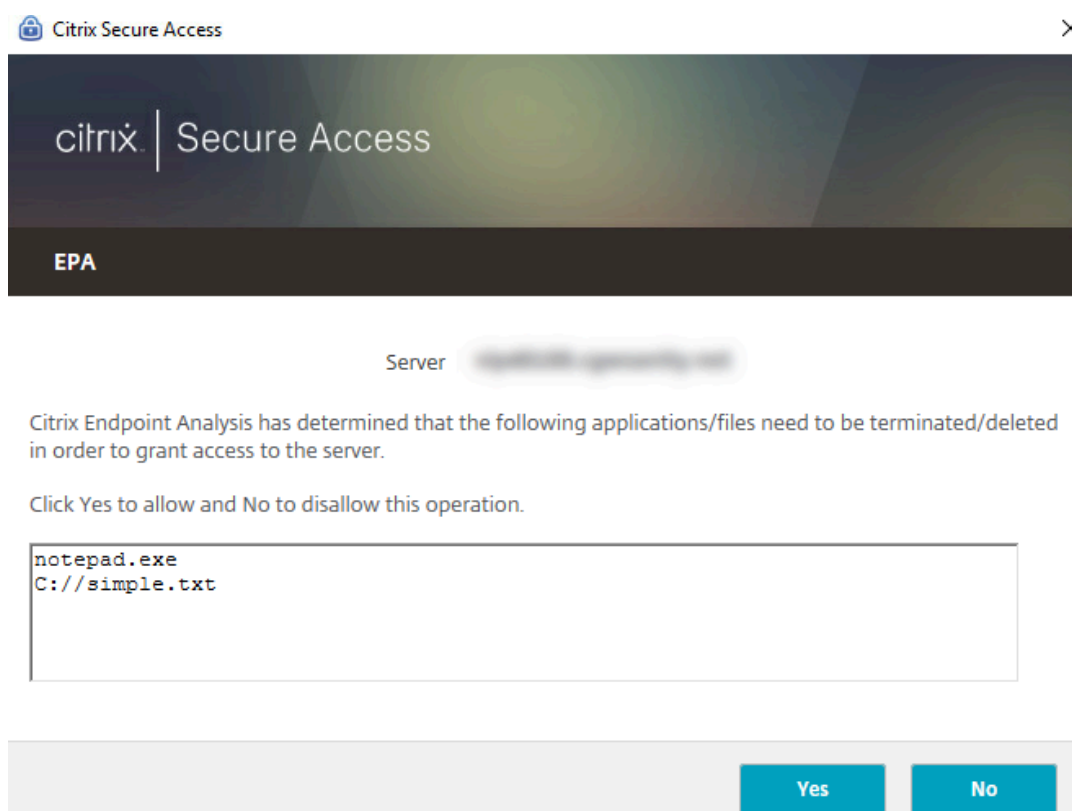 Citrix Secure Access
citrix. | Secure Access
EPA
Server
Citrix Endpoint Analysis has determined that the following applications/files need to be terminated/deleted
in order to grant access to the server.
Click Yes to allow and No to disallow this operation.
notepad.exe
C://simple.txt
Yes No